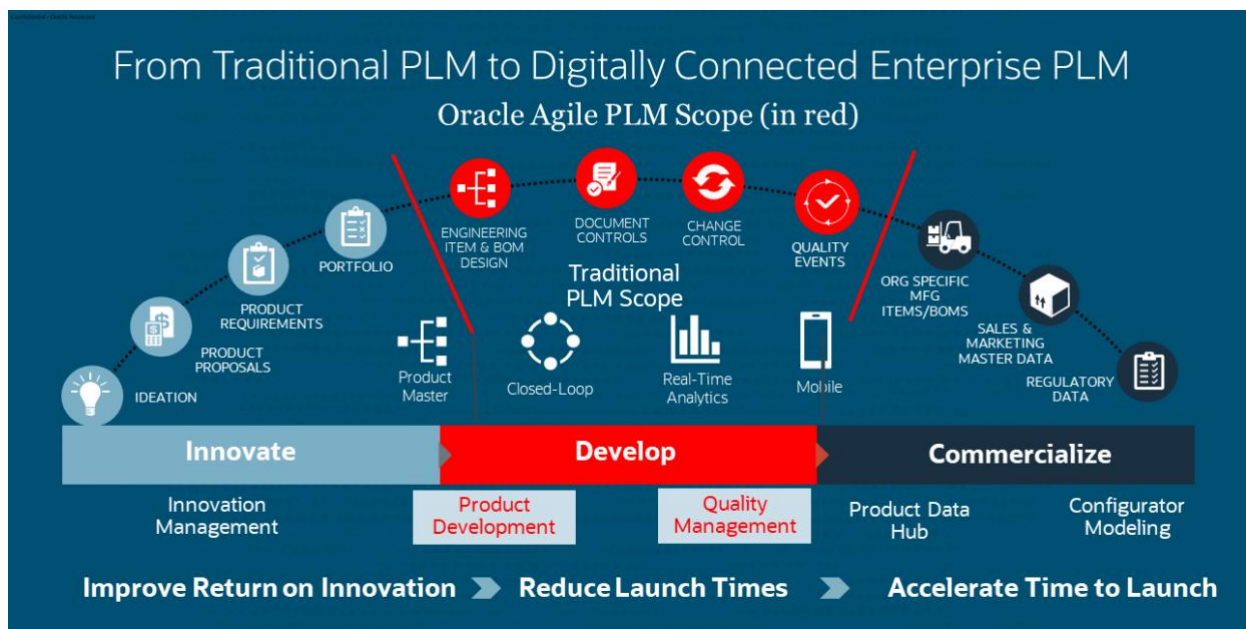 Confidential - Oracle Restricted
From Traditional PLM to Digitally Connected Enterprise PLM
Oracle Agile PLM Scope (in red)
ENGINEERING
ITEM & BOM
DESIGN
DOCUMENT
CONTROLS
CHANGE
CONTROL
QUALITY
EVENTS
PORTFOLIO
Traditional
PLM Scope
ORG SPECIFIC
MFG
ITEMS/BOMS
PRODUCT
REQUIREMENTS
SALES &
MARKETING
MASTER DATA
PRODUCT
PROPOSALS
Product
Master
Closed-Loop
Real-Time
Analytics
Mobile
REGULATORY
DATA
IDEATION
Innovate
Develop
Commercialize
Innovation
Management
Product
Development
Quality
Management
Product Data
Hub
Configurator
Modeling
Improve Return on Innovation
Reduce Launch Times
Accelerate Time to Launch